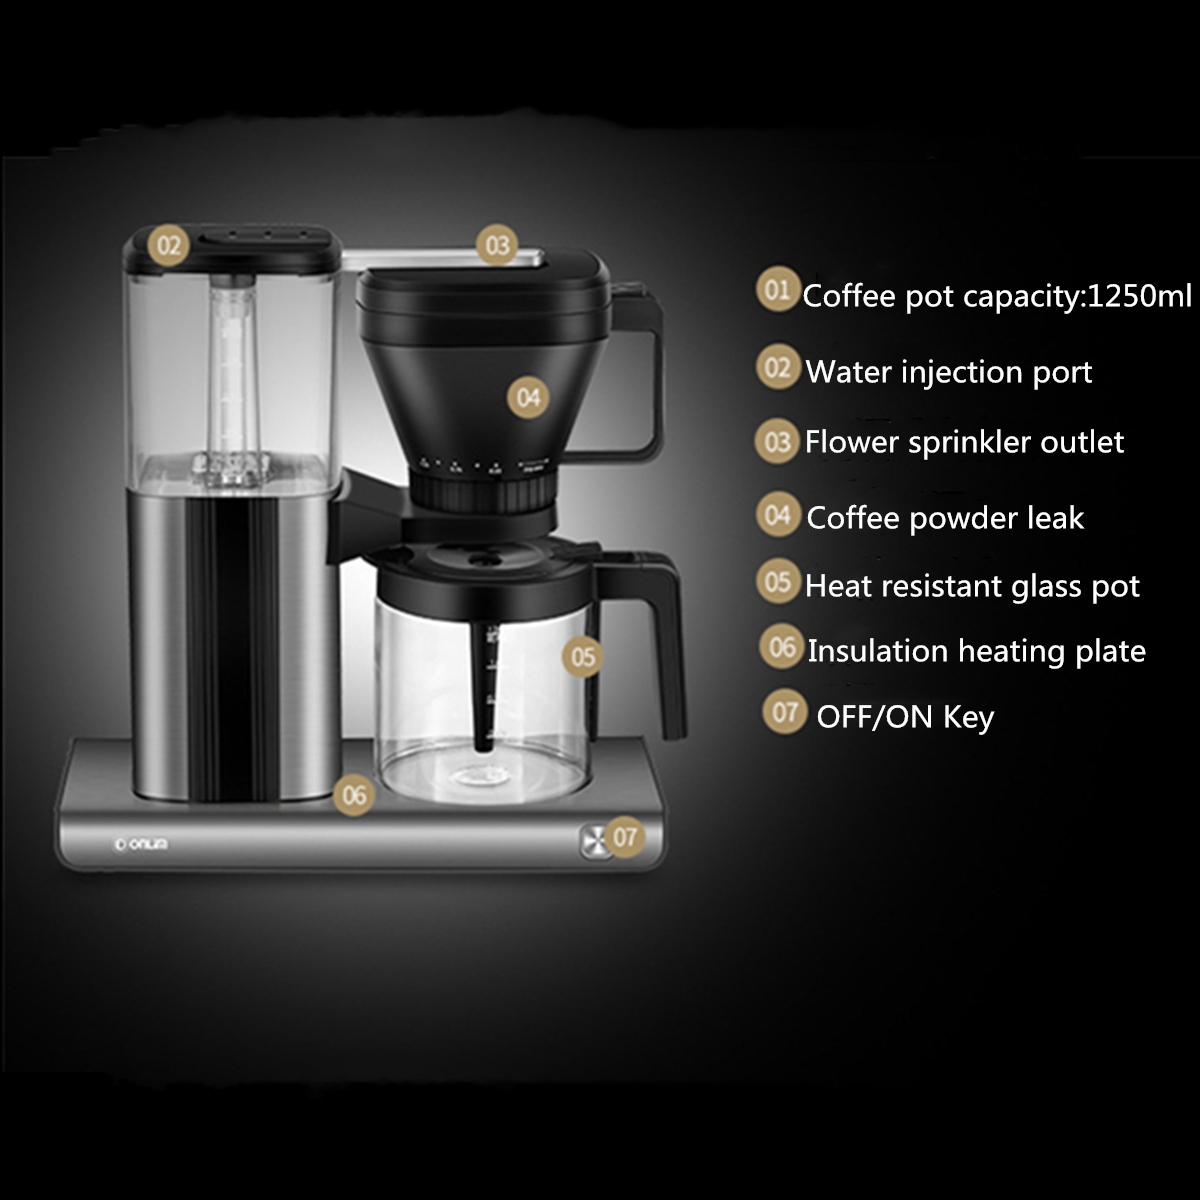 02
03
04
05
06
07
01 Coffee pot capacity:1250ml
02 Water injection port
03 Flower sprinkler outlet
04 Coffee powder leak
05 Heat resistant glass pot
06 Insulation heating plate
07 OFF/ON Key